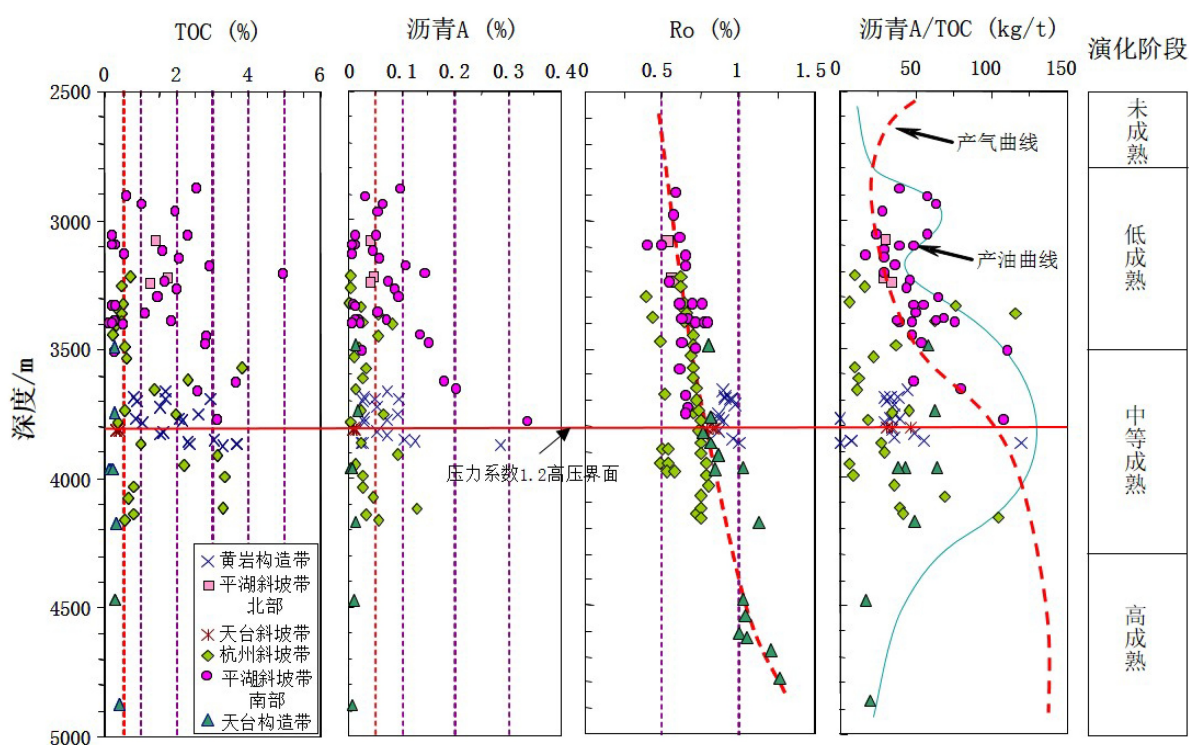 TOC (%)
沥青A (%)
Ro (%)
沥青A/TOC (kg/t)
演化阶段
0 2 4 6
0 0.1 0.2 0.3 0.40
0.5 1 1.5
0 50 100 150
深度/m
2500
3000
3500
4000
4500
5000
产气曲线
产油曲线
压力系数1.2高压界面
未成熟
低成熟
中等成熟
高成熟
黄岩构造带
平湖斜坡带
北部
天台斜坡带
杭州斜坡带
平湖斜坡带
南部
天台构造带